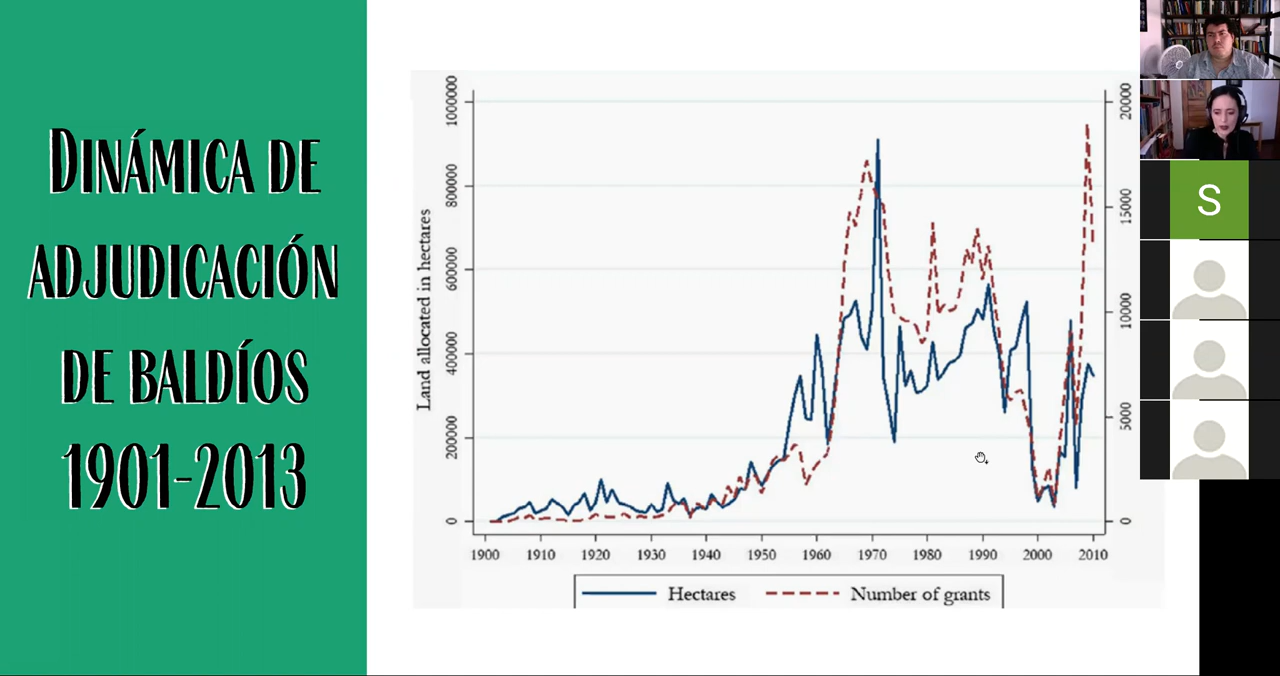 DINÁMICA DE
ADJUDICACIÓN
DE BALDÍOS
1901-2013
Land allocated in hectares
1000000
800000
600000
400000
200000
0
20000
15000
10000
5000
0
1900 1910 1920 1930 1940 1950 1960 1970 1980 1990 2000 2010
Hectares Number of grants
S